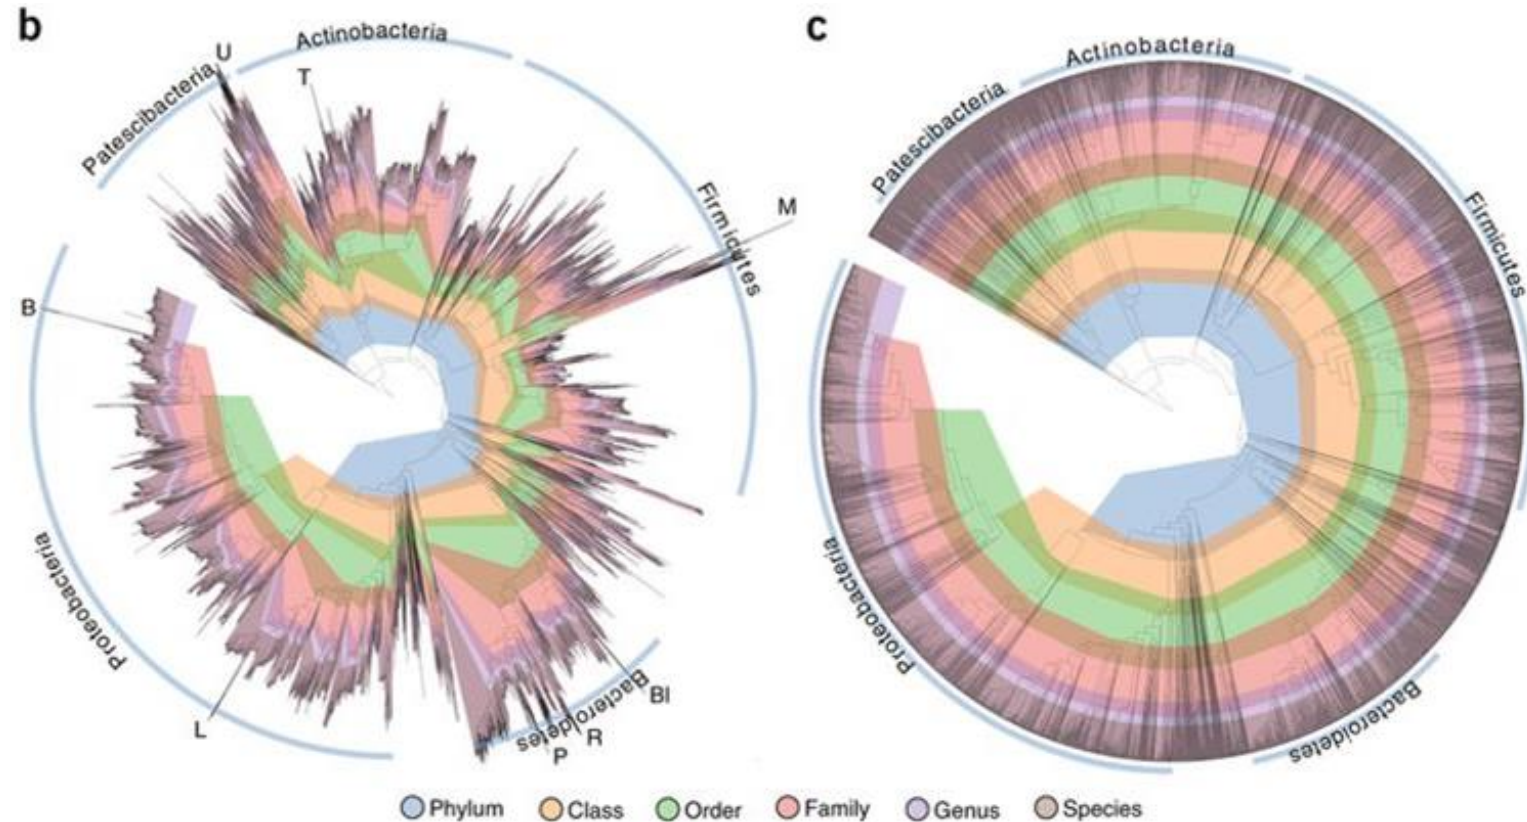 b
U
Actinobacteria
T
Patescibacteria
Firmicutes
M
B
Proteobacteria
L
Bacteroidetes
Bl
R
P
c
Actinobacteria
Patescibacteria
Firmicutes
Proteobacteria
Bacteroidetes
Phylum Class Order Family Genus Species